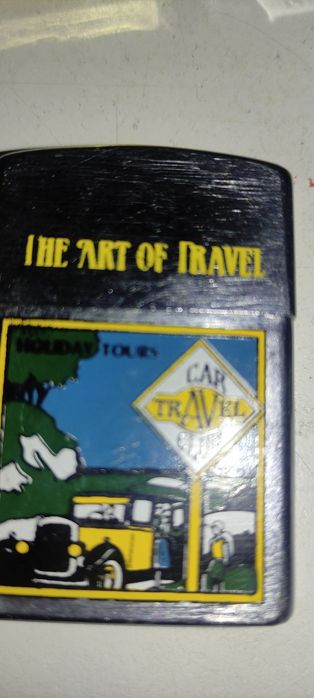 THE ART OF TRAVEL
HOLIDAY TOURS
CAR
TRAVEL
CLUB